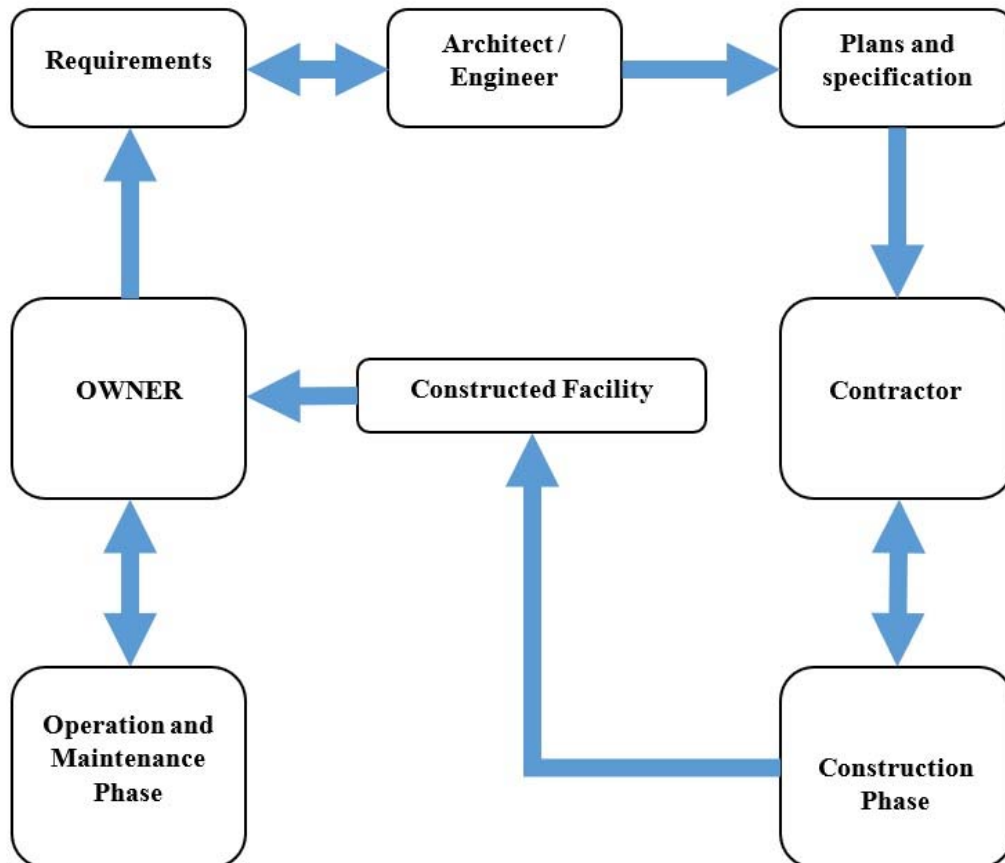 Requirements
Architect /
Engineer
Plans and
specification
OWNER
Constructed Facility
Contractor
Operation and
Maintenance
Phase
Construction
Phase